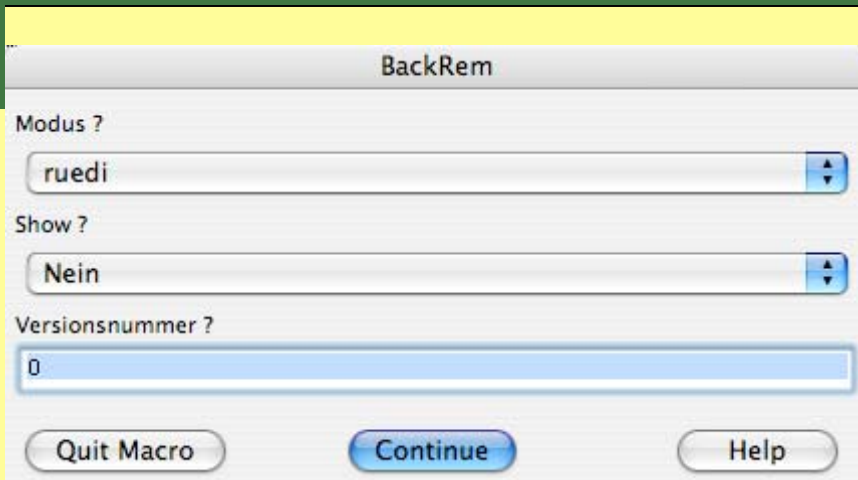 BackRem
Modus ?
ruedi
Show ?
Nein
Versionsnummer ?
0
Quit Macro Continue Help